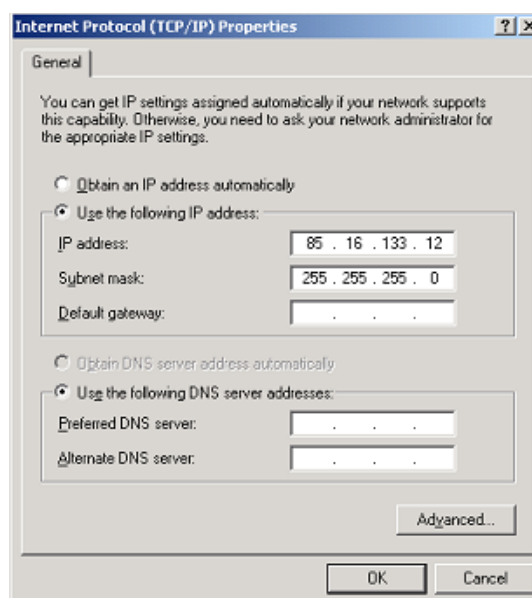 Internet Protocol (TCP/IP) Properties
General
You can get IP settings assigned automatically if your network supports
this capability. Otherwise, you need to ask your network administrator for
the appropriate IP settings.
Obtain an IP address automatically
Use the following IP address:
IP address: 85 . 16 . 133 . 12
Subnet mask: 255 . 255 . 255 . 0
Default gateway: . . .
Obtain DNS server address automatically
Use the following DNS server addresses:
Preferred DNS server: . . .
Alternate DNS server: . . .
Advanced...
OK Cancel